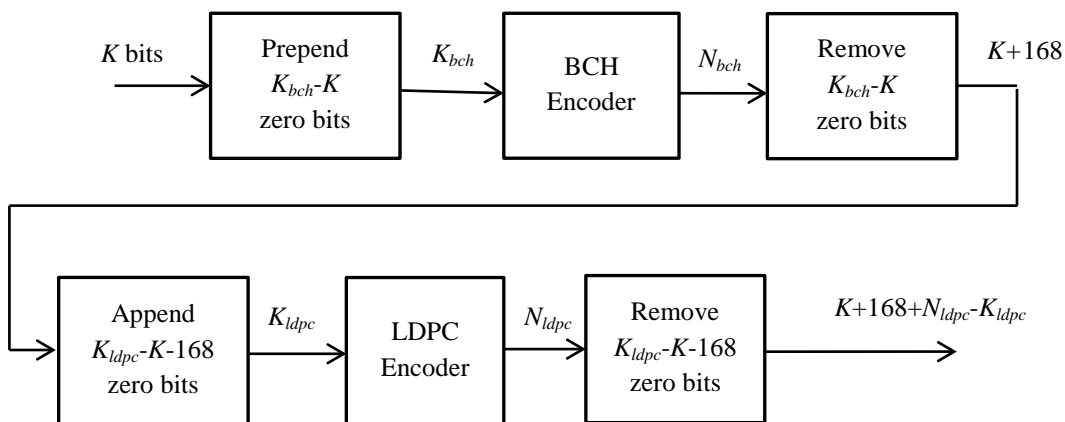 K bits
Prepend
K_bch-K
zero bits
K_bch
BCH
Encoder
N_bch
Remove
K_bch-K
zero bits
K+168
Append
K_ldpc-K-168
zero bits
K_ldpc
LDPC
Encoder
N_ldpc
Remove
K_ldpc-K-168
zero bits
K+168+N_ldpc-K_ldpc